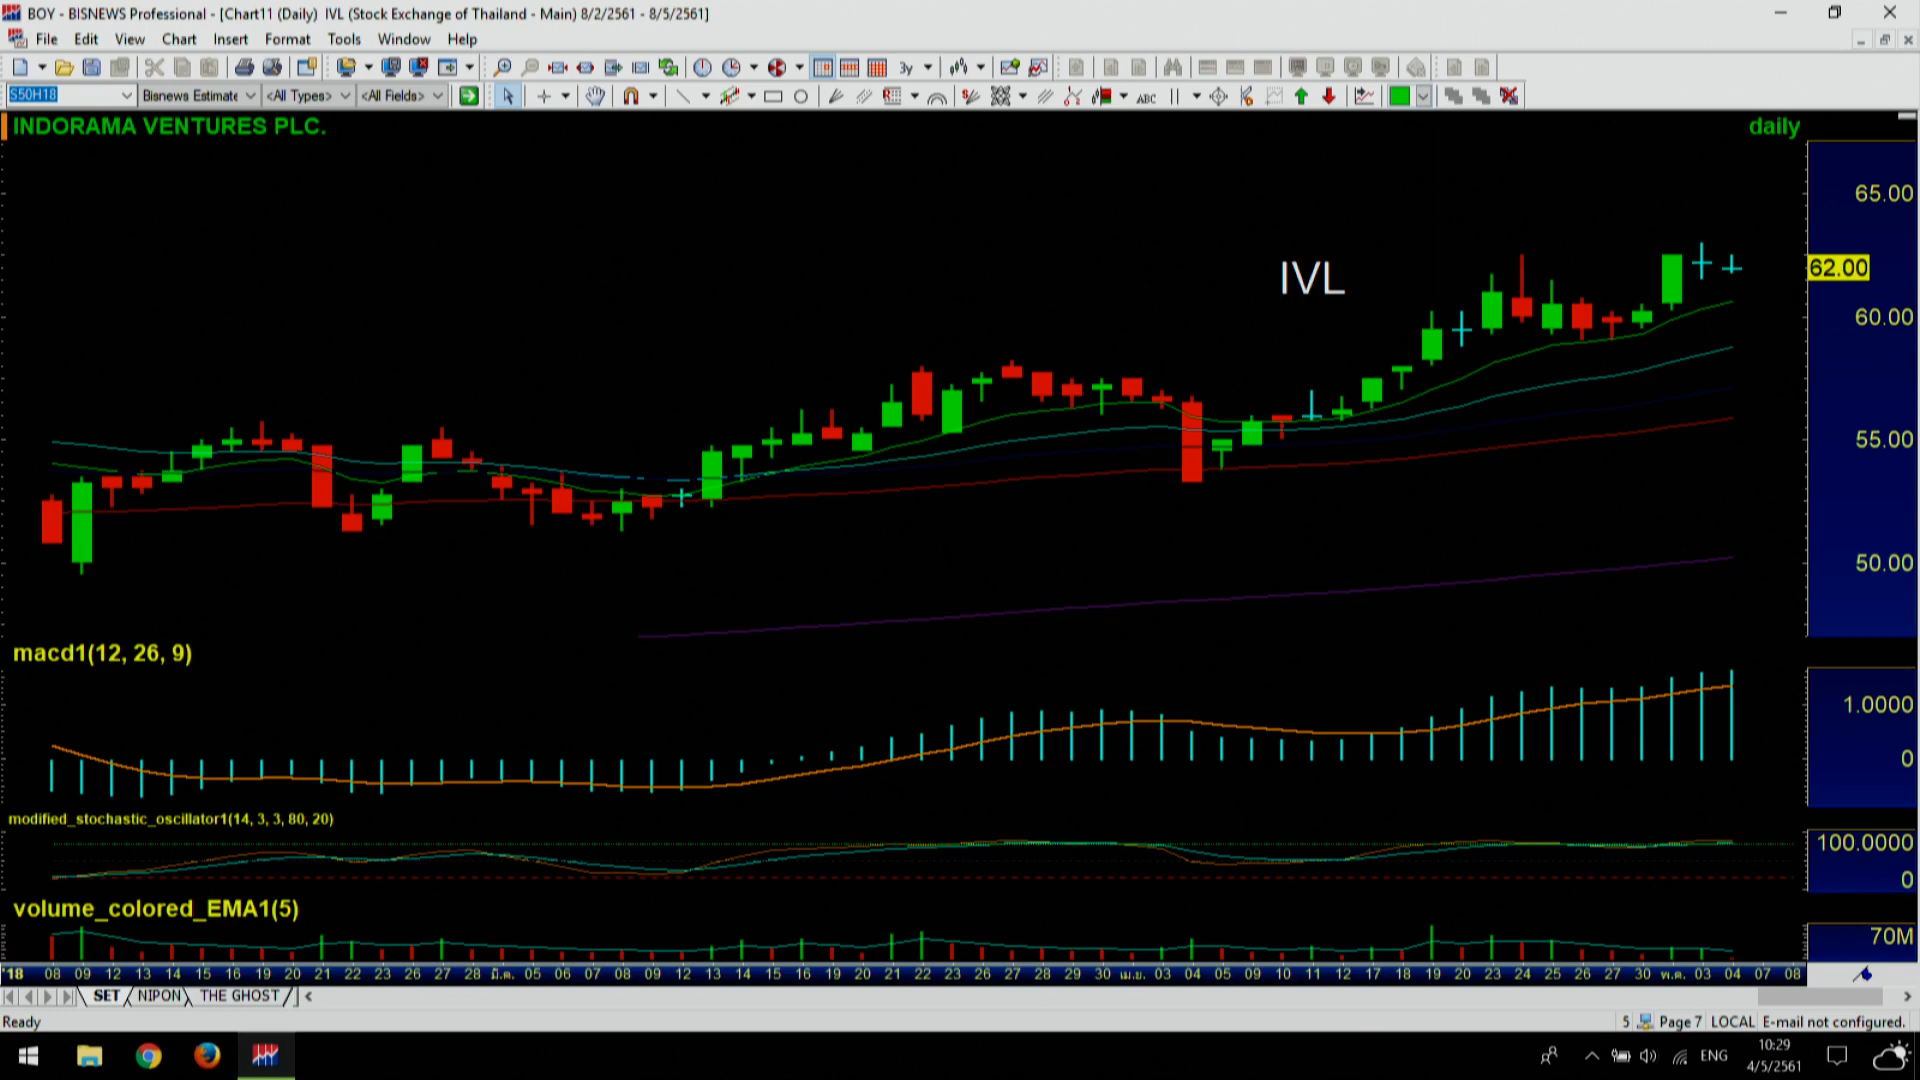 BOY - BISNEWS Professional - [Chart11 (Daily) IVL (Stock Exchange of Thailand - Main) 8/2/2561 - 8/5/2561]
File Edit View Chart Insert Format Tools Window Help
3y
S50H18 Bisnews Estimate <All Types> <All Fields> ABC
INDORAMA VENTURES PLC. daily
65.00
IVL
62.00
60.00
55.00
50.00
macd1(12, 26, 9)
1.0000
0
modified_stochastic_oscillator1(14, 3, 3, 80, 20)
100.0000
0
volume_colored_EMA1(5)
70M
'18 08 09 12 13 14 15 16 19 20 21 22 23 26 27 28 มี.ค. 05 06 07 08 09 12 13 14 15 16 19 20 21 22 23 26 27 28 29 30 เม.ย. 03 04 05 09 10 11 12 17 18 19 20 23 24 25 26 27 30 พ.ค. 03 04 07 08
SET NIPON THE GHOST
Ready 5 Page 7 LOCAL E-mail not configured.
ENG 10:29
4/5/2561